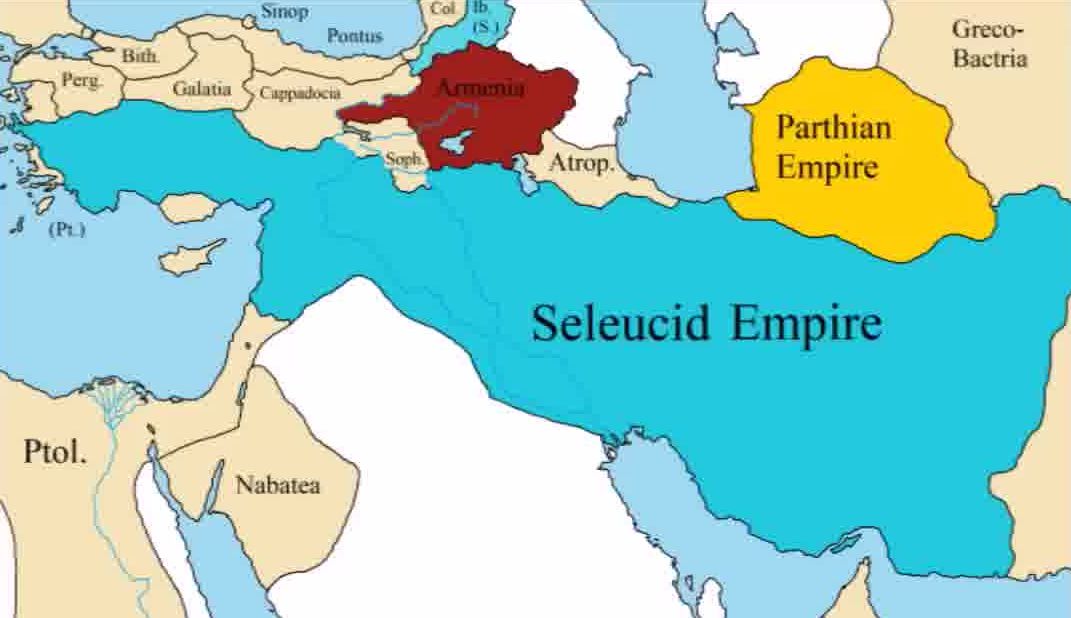 Sinop
Col.
Ib.
(S.)
Pontus
Greco-
Bactria
Bith.
Perg.
Galatia
Cappadocia
Armenia
Parthian
Empire
Soph.
Atrop.
(Pt.)
Seleucid Empire
Ptol.
Nabatea